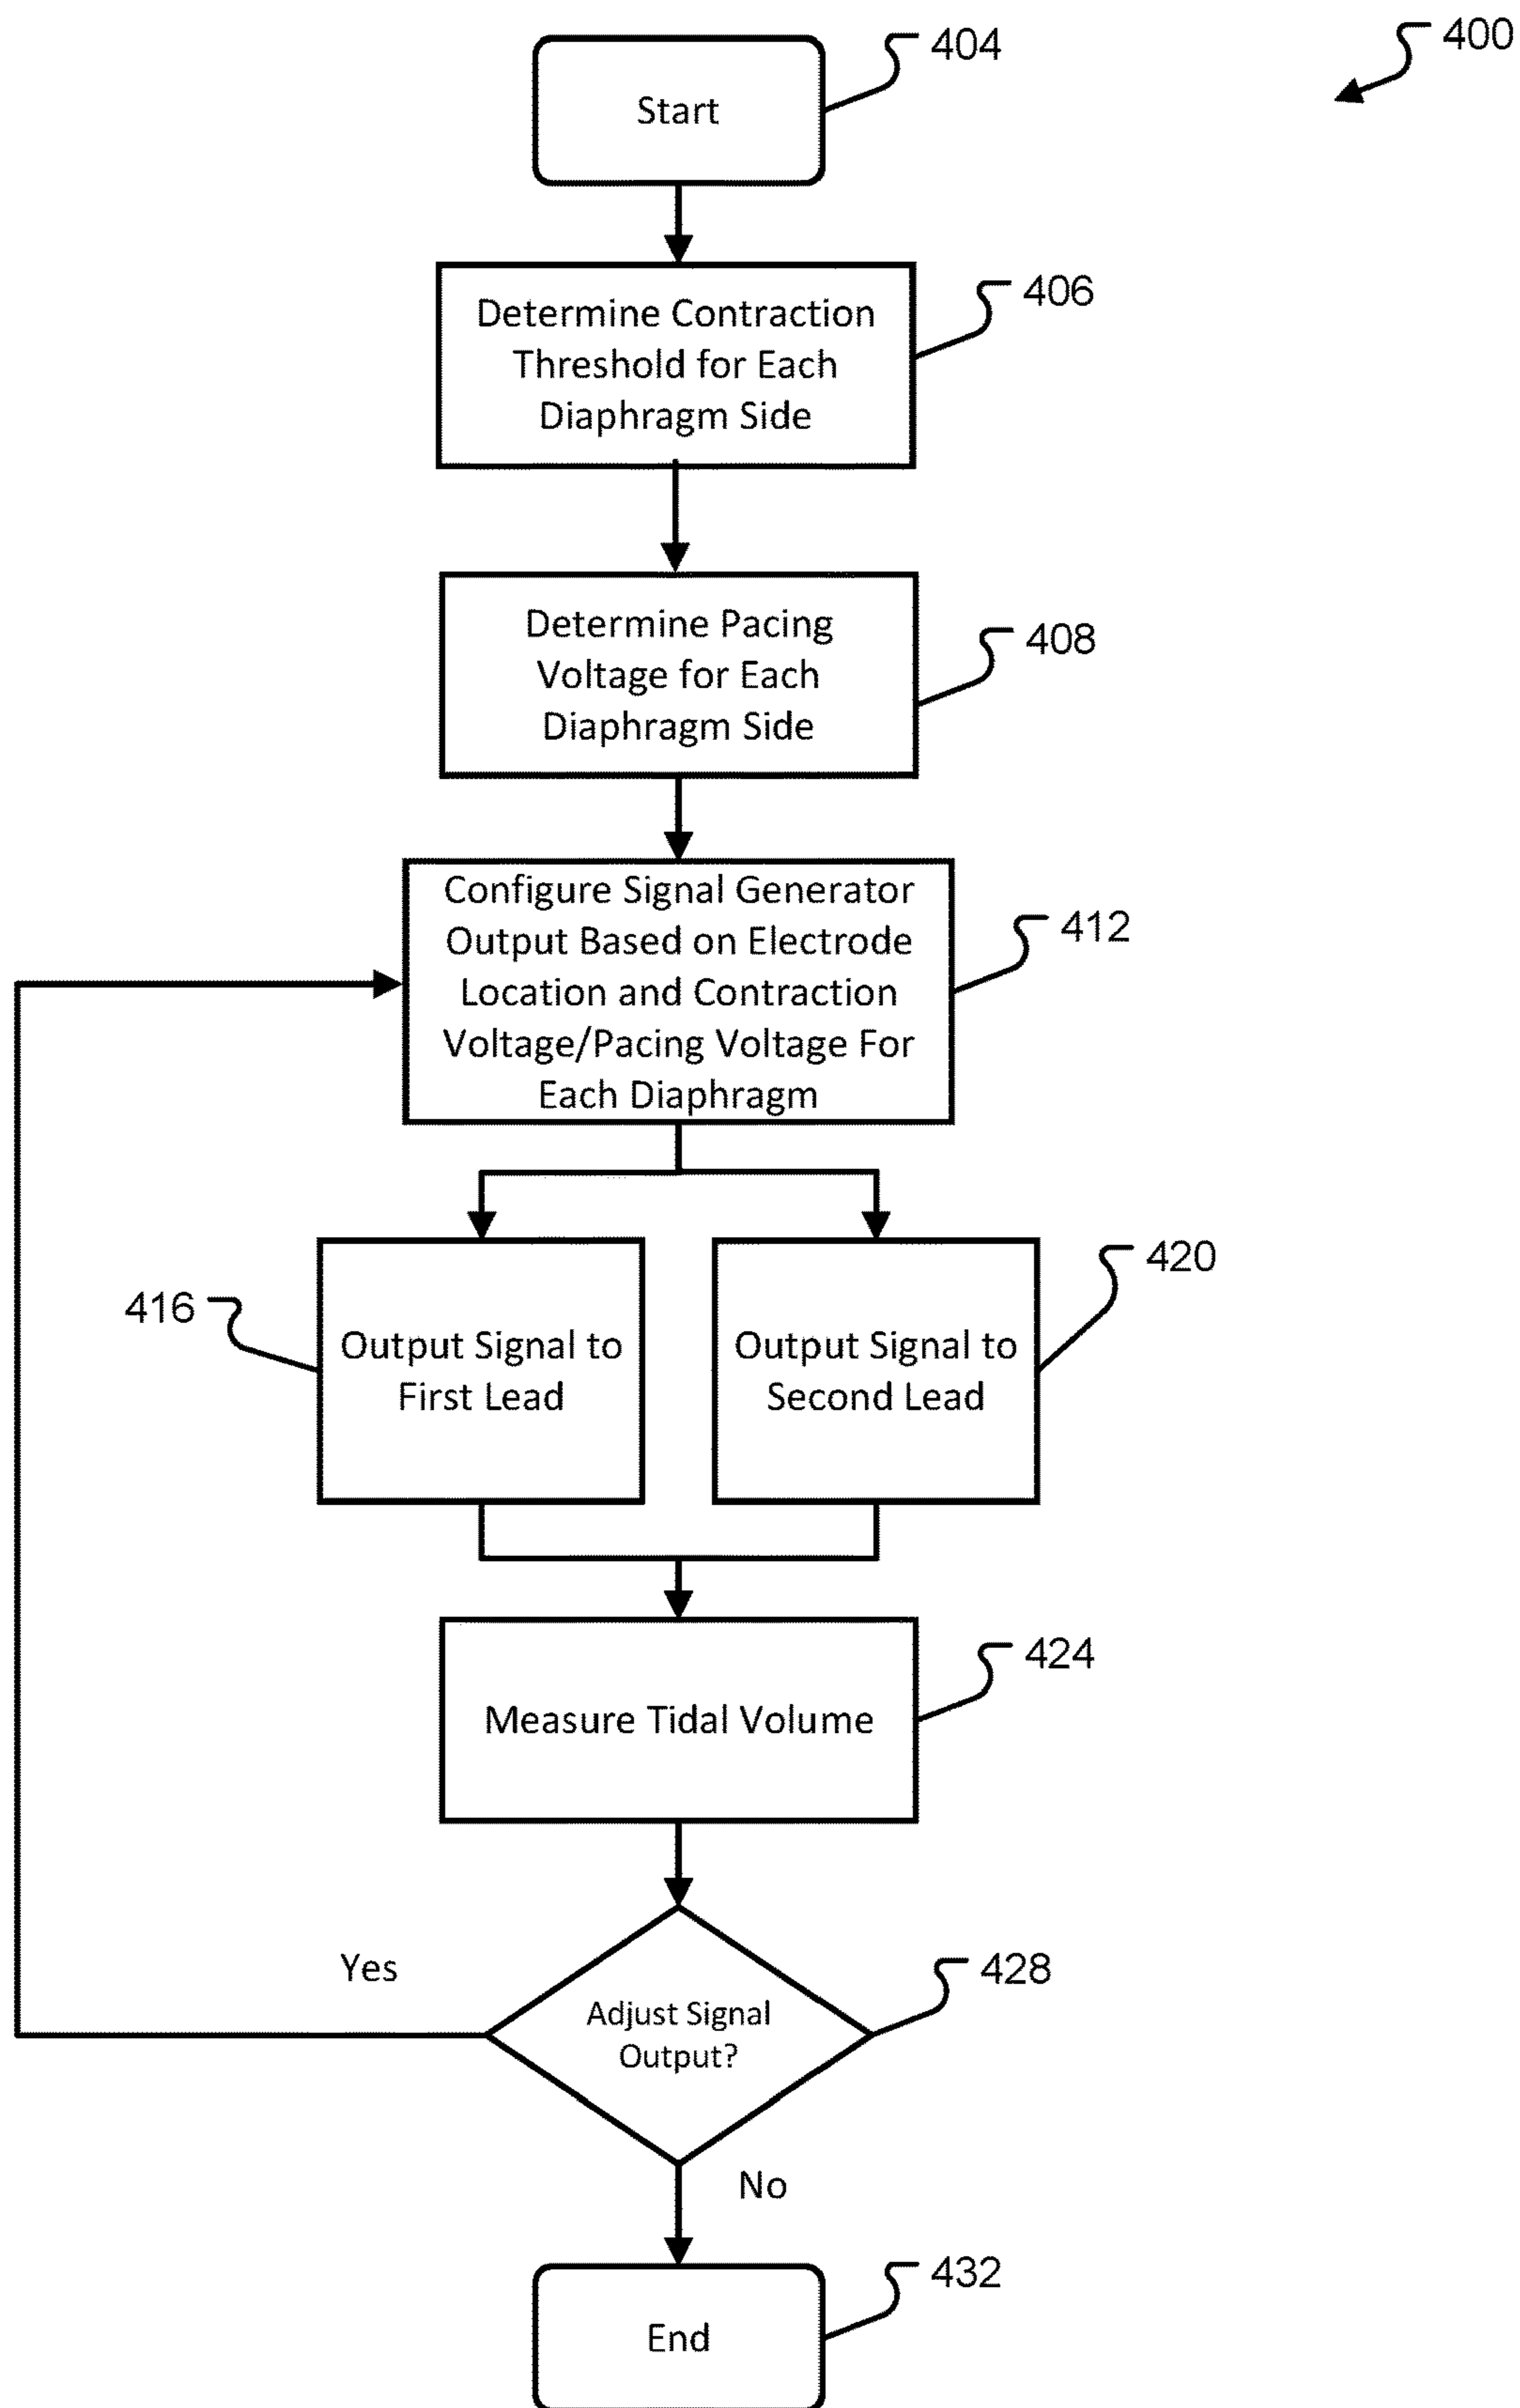 400
404
Start
406
Determine Contraction
Threshold for Each
Diaphragm Side
408
Determine Pacing
Voltage for Each
Diaphragm Side
412
Configure Signal Generator
Output Based on Electrode
Location and Contraction
Voltage/Pacing Voltage For
Each Diaphragm
416
Output Signal to
First Lead
420
Output Signal to
Second Lead
424
Measure Tidal Volume
428
Adjust Signal
Output?
Yes
No
432
End